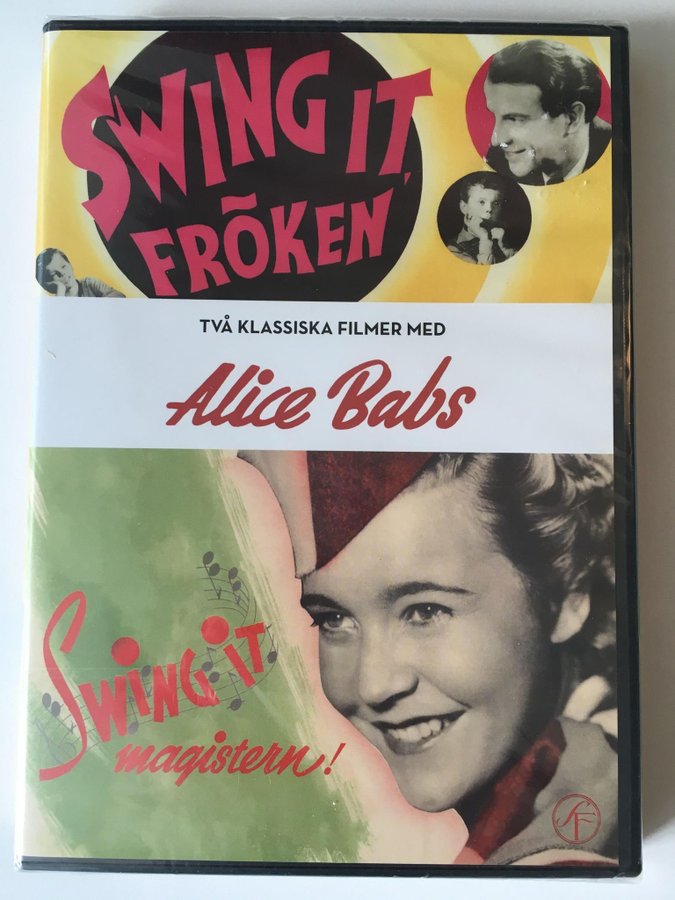 SWING IT,
FRÖKEN
TVÅ KLASSISKA FILMER MED
Alice Babs
SWING iT
magistern!
SF